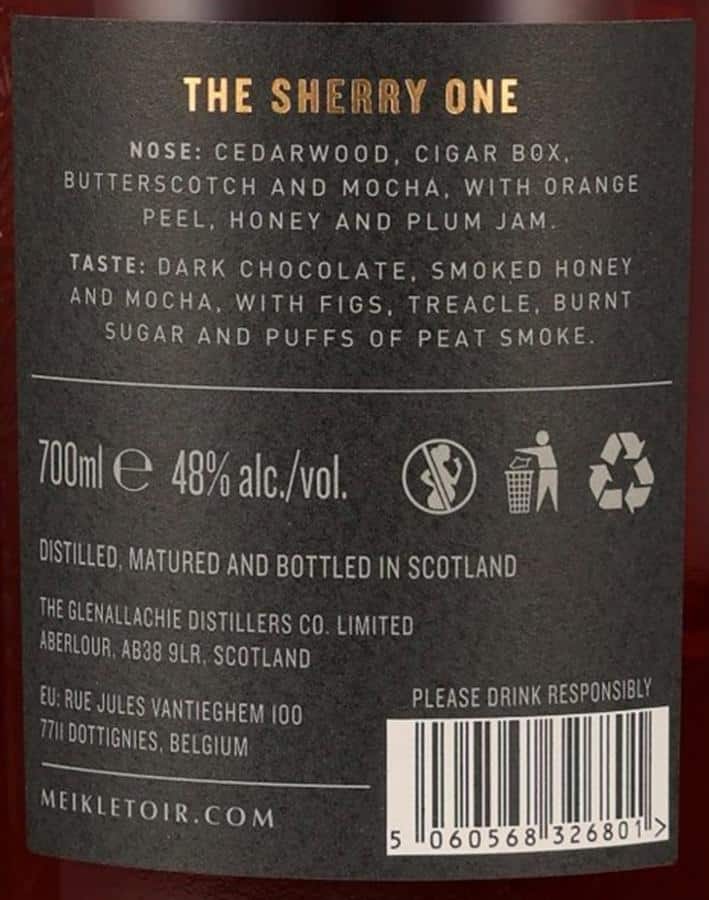 THE SHERRY ONE
NOSE: CEDARWOOD, CIGAR BOX,
BUTTERSCOTCH AND MOCHA, WITH ORANGE
PEEL, HONEY AND PLUM JAM.
TASTE: DARK CHOCOLATE, SMOKED HONEY
AND MOCHA, WITH FIGS, TREACLE, BURNT
SUGAR AND PUFFS OF PEAT SMOKE.
700ml ℮ 48% alc./vol.
DISTILLED, MATURED AND BOTTLED IN SCOTLAND
THE GLENALLACHIE DISTILLERS CO. LIMITED
ABERLOUR, AB38 9LR, SCOTLAND
EU: RUE JULES VANTIEGHEM 100
7711 DOTTIGNIES, BELGIUM
MEIKLETOIR.COM
PLEASE DRINK RESPONSIBLY
5 060568 326801 >